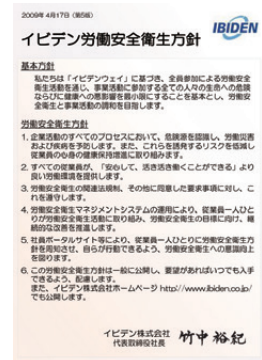 2009年 4月17日 (第5版)
IBIDEN
イビデン労働安全衛生方針
基本方針
私たちは「イビデンウェイ」に基づき、全員参加による労働安全
衛生活動を通じ、事業活動に参加する全ての人々の生命への危険
ならびに健康への悪影響を最小限にすることを基本とし、労働安
全衛生と事業活動の調和を目指します。
労働安全衛生方針
1. 企業活動のすべてのプロセスにおいて、危険源を認識し、労働災害
および疾病を予防します。また、これらを誘発するリスクを低減し
従業員の心身の健康保持増進に取り組みます。
2. すべての従業員が、「安心して、活き活き働くことができる」より
良い労働環境を提供します。
3. 労働安全衛生の関連法規制、その他に同意した要求事項に対し、こ
れを遵守します。
4. 労働安全衛生マネジメントシステムの運用により、従業員一人ひと
りが労働安全衛生活動に取り組み、労働安全衛生の目標に向け、継
続的な改善を推進します。
5. 社員ポータルサイト等により、従業員一人ひとりに労働安全衛生方
針を周知させ、自らが行動できるよう、労働安全衛生への意識向上
を図ります。
6. この労働安全衛生方針は一般に公開し、要望があればいつでも入手
できるよう、配慮します。
また、イビデン株式会社ホームページ http://www.ibiden.co.jp/
でも公開します。
イビデン株式会社
代表取締役社長 竹中裕紀